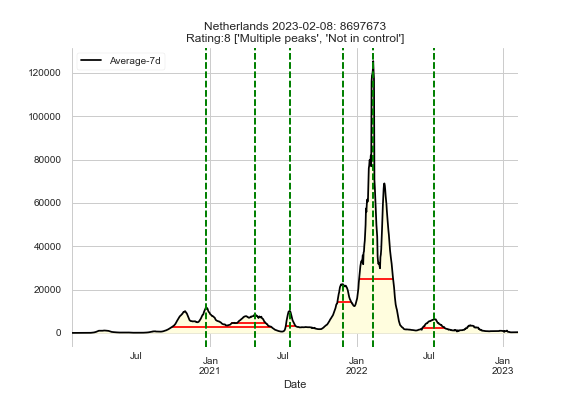 Netherlands 2023-02-08: 8697673
Rating:8 ['Multiple peaks', 'Not in control']
Average-7d
120000
100000
80000
60000
40000
20000
0
Jul Jan Jul Jan Jul Jan
2021 2022 2023
Date